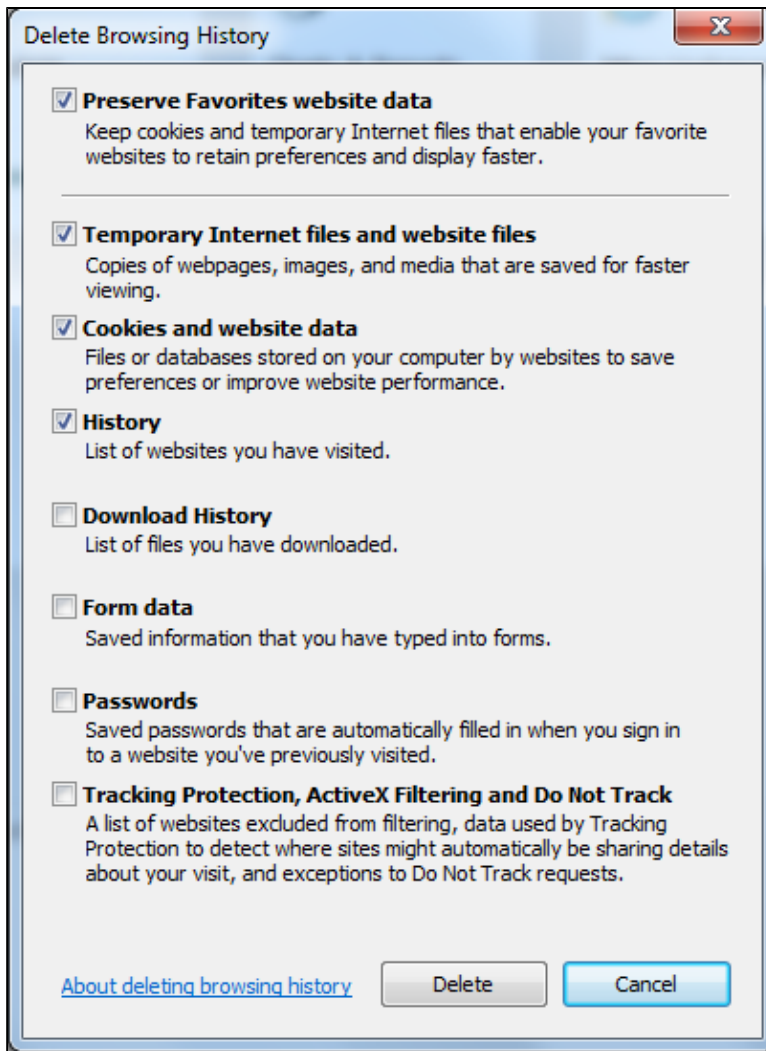 Delete Browsing History
Preserve Favorites website data
Keep cookies and temporary Internet files that enable your favorite
websites to retain preferences and display faster.
Temporary Internet files and website files
Copies of webpages, images, and media that are saved for faster
viewing.
Cookies and website data
Files or databases stored on your computer by websites to save
preferences or improve website performance.
History
List of websites you have visited.
Download History
List of files you have downloaded.
Form data
Saved information that you have typed into forms.
Passwords
Saved passwords that are automatically filled in when you sign in
to a website you've previously visited.
Tracking Protection, ActiveX Filtering and Do Not Track
A list of websites excluded from filtering, data used by Tracking
Protection to detect where sites might automatically be sharing details
about your visit, and exceptions to Do Not Track requests.
About deleting browsing history Delete Cancel